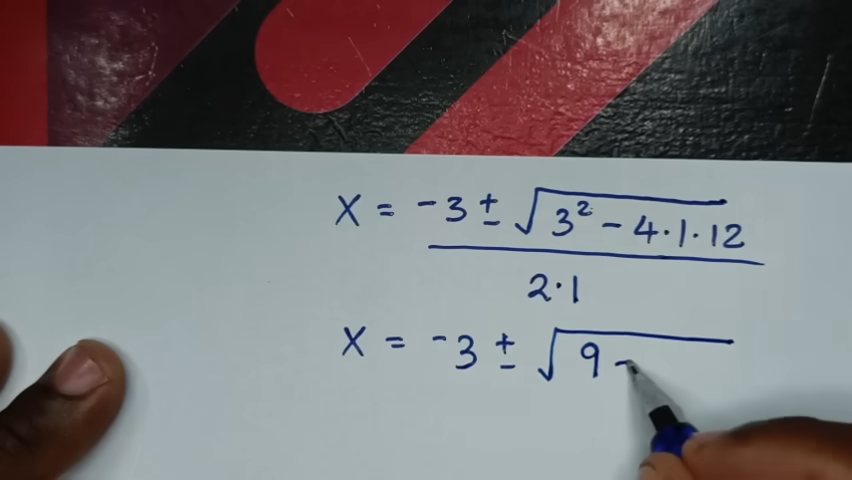 X = -3 ± √3² - 4·1·12
2·1
X = -3 ± √9 -